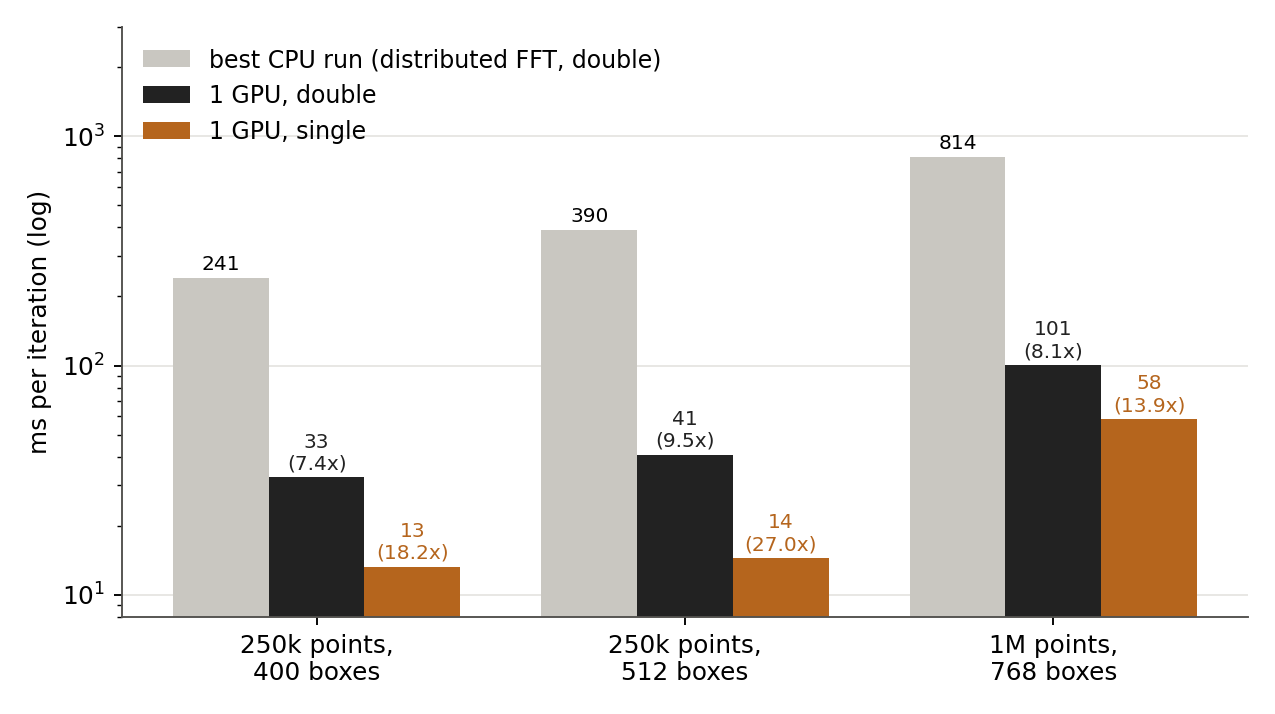 best CPU run (distributed FFT, double)
1 GPU, double
1 GPU, single
ms per iteration (log)
10³
10²
10¹
241
33
(7.4x)
13
(18.2x)
390
41
(9.5x)
14
(27.0x)
814
101
(8.1x)
58
(13.9x)
250k points,
400 boxes
250k points,
512 boxes
1M points,
768 boxes